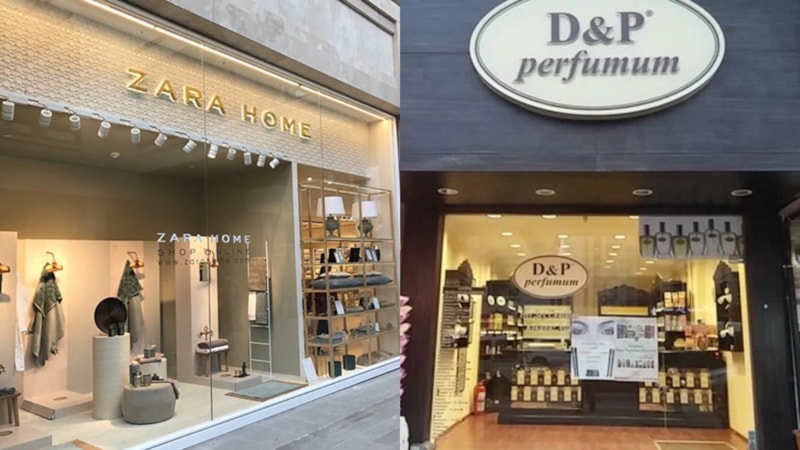 ZARA HOME
ZARA HOME
SHOP ONLINE
D&P®
perfumum
D&P
perfumum